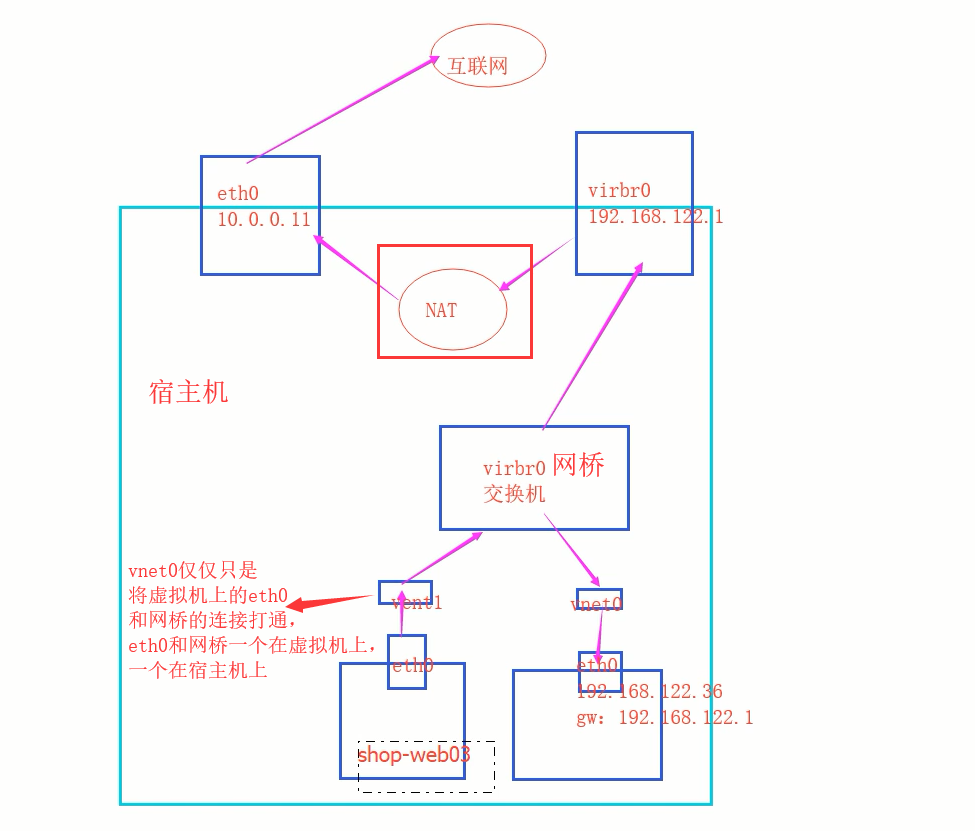 互联网
eth0
10.0.0.11
virbr0
192.168.122.1
NAT
宿主机
virbr0 网桥
交换机
vnet0仅仅只是
将虚拟机上的eth0
和网桥的连接打通，
eth0和网桥一个在虚拟机上，
一个在宿主机上
vent1
vnet0
eth0
shop-web03
eth0
192.168.122.36
gw: 192.168.122.1